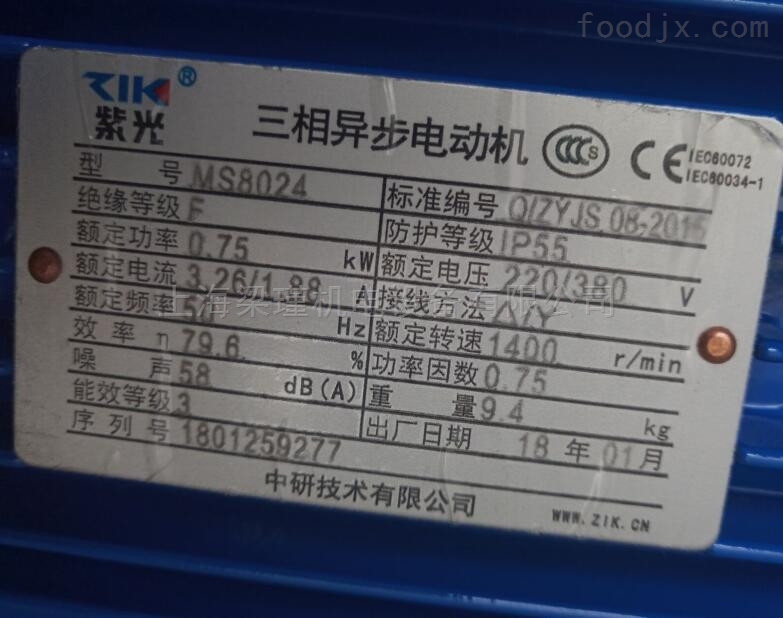 foodjx.com
ZIK® 紫光 三相异步电动机 CCC S CE IEC60072 IEC60034-1
型号 MS8024 标准编号 Q/ZYJS 08-2015
绝缘等级 F 防护等级 IP55
额定功率 0.75 kW 额定电压 220/380 V
额定电流 3.26/1.88 A 接线方法 △/Y
额定频率 Hz 额定转速 1400 r/min
上海梁瑾机电设备有限公司
效率η 79.6 % 功率因数 0.75
噪声 58 dB(A) 重量 9.4 kg
能效等级 3 出厂日期 18 年 01 月
序列号 1801259277
中研技术有限公司 WWW.ZIK.CN